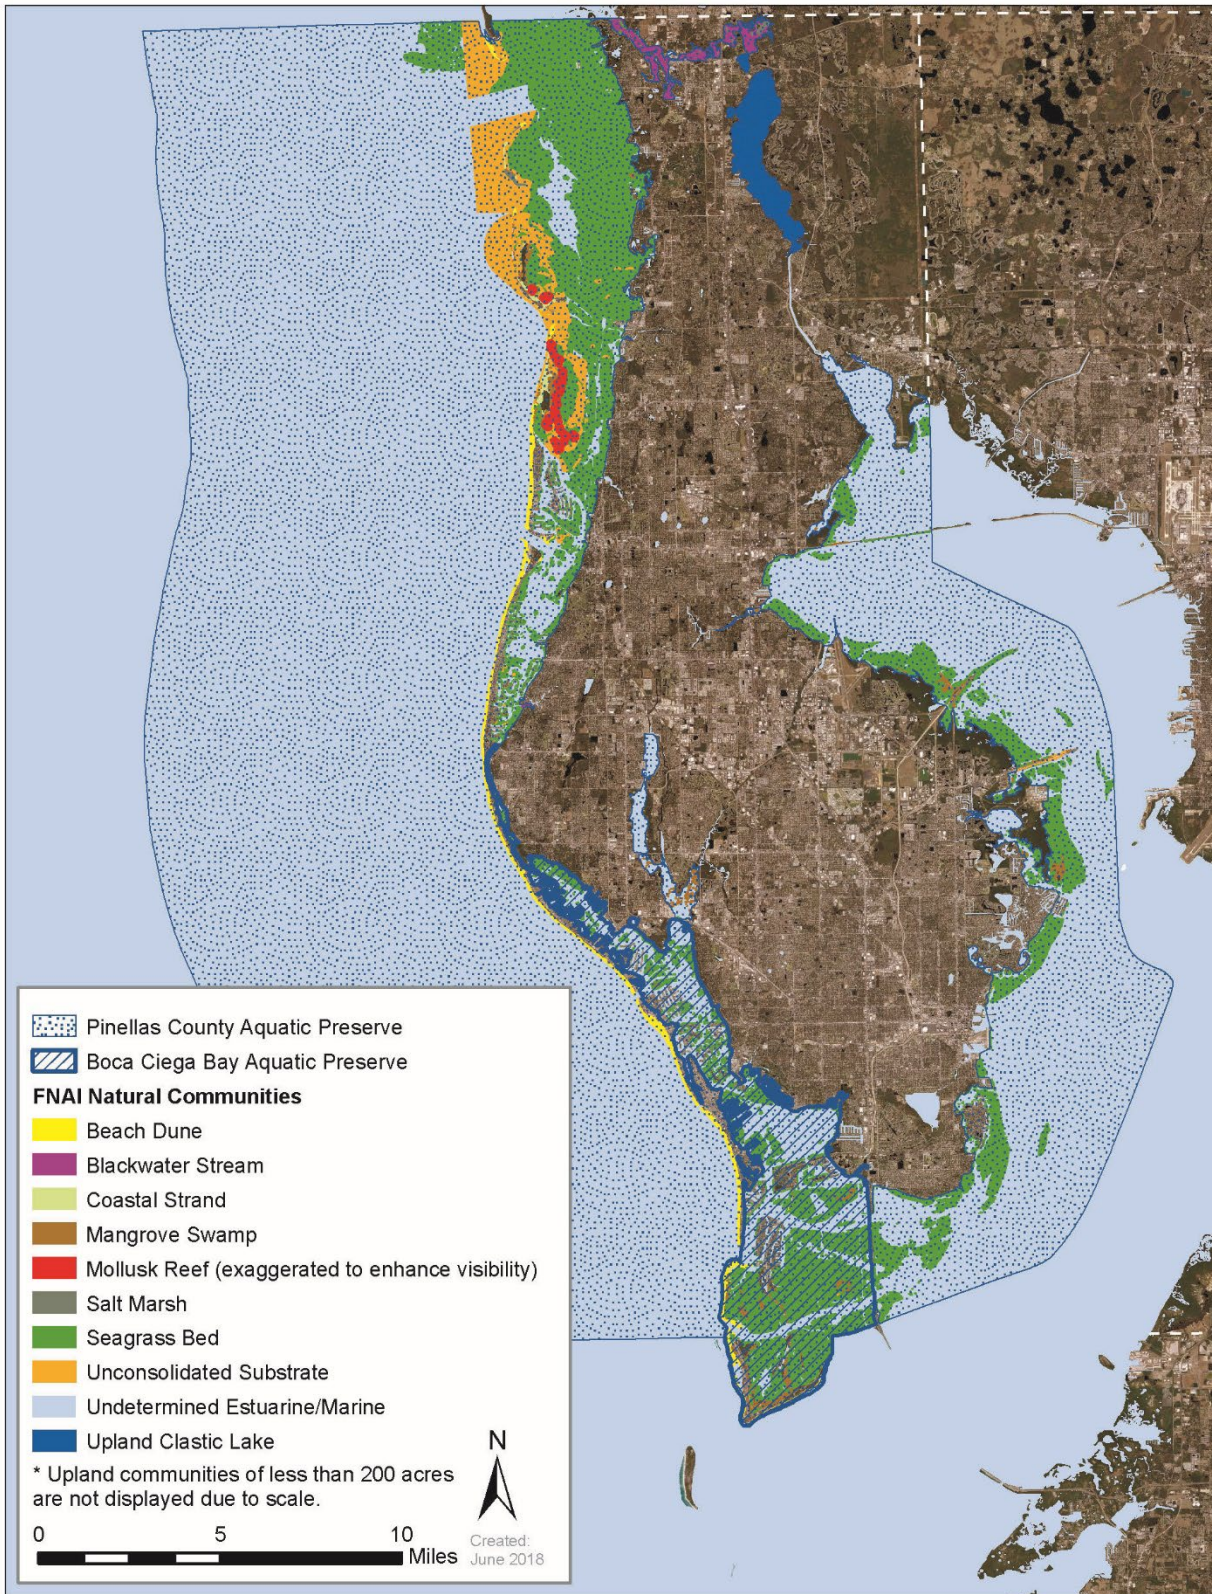 Pinellas County Aquatic Preserve
Boca Ciega Bay Aquatic Preserve
FNAI Natural Communities
Beach Dune
Blackwater Stream
Coastal Strand
Mangrove Swamp
Mollusk Reef (exaggerated to enhance visibility)
Salt Marsh
Seagrass Bed
Unconsolidated Substrate
Undetermined Estuarine/Marine
Upland Clastic Lake
* Upland communities of less than 200 acres
are not displayed due to scale.
N
0 5 10
Miles
Created:
June 2018